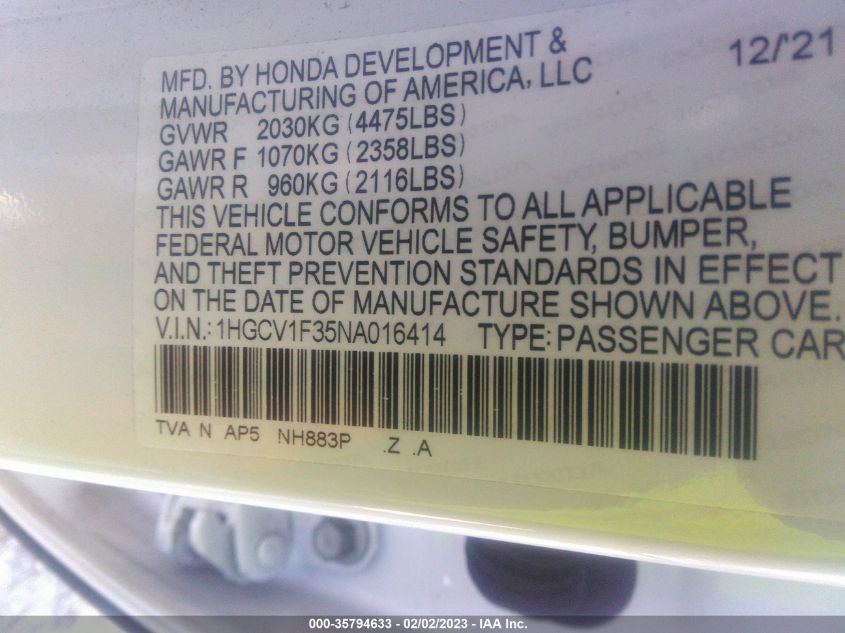 12/'21
MFD. BY HONDA DEVELOPMENT &
MANUFACTURING OF AMERICA, LLC
GVWR 2030KG (4475LBS)
GAWR F 1070KG (2358LBS)
GAWR R 960KG (2116LBS)
THIS VEHICLE CONFORMS TO ALL APPLICABLE
FEDERAL MOTOR VEHICLE SAFETY, BUMPER,
AND THEFT PREVENTION STANDARDS IN EFFECT
ON THE DATE OF MANUFACTURE SHOWN ABOVE.
V.I.N.: 1HGCV1F35NA016414 TYPE: PASSENGER CAR
TVA N AP5 NH883P .Z .A
000-35794633 - 02/02/2023 - IAA Inc.